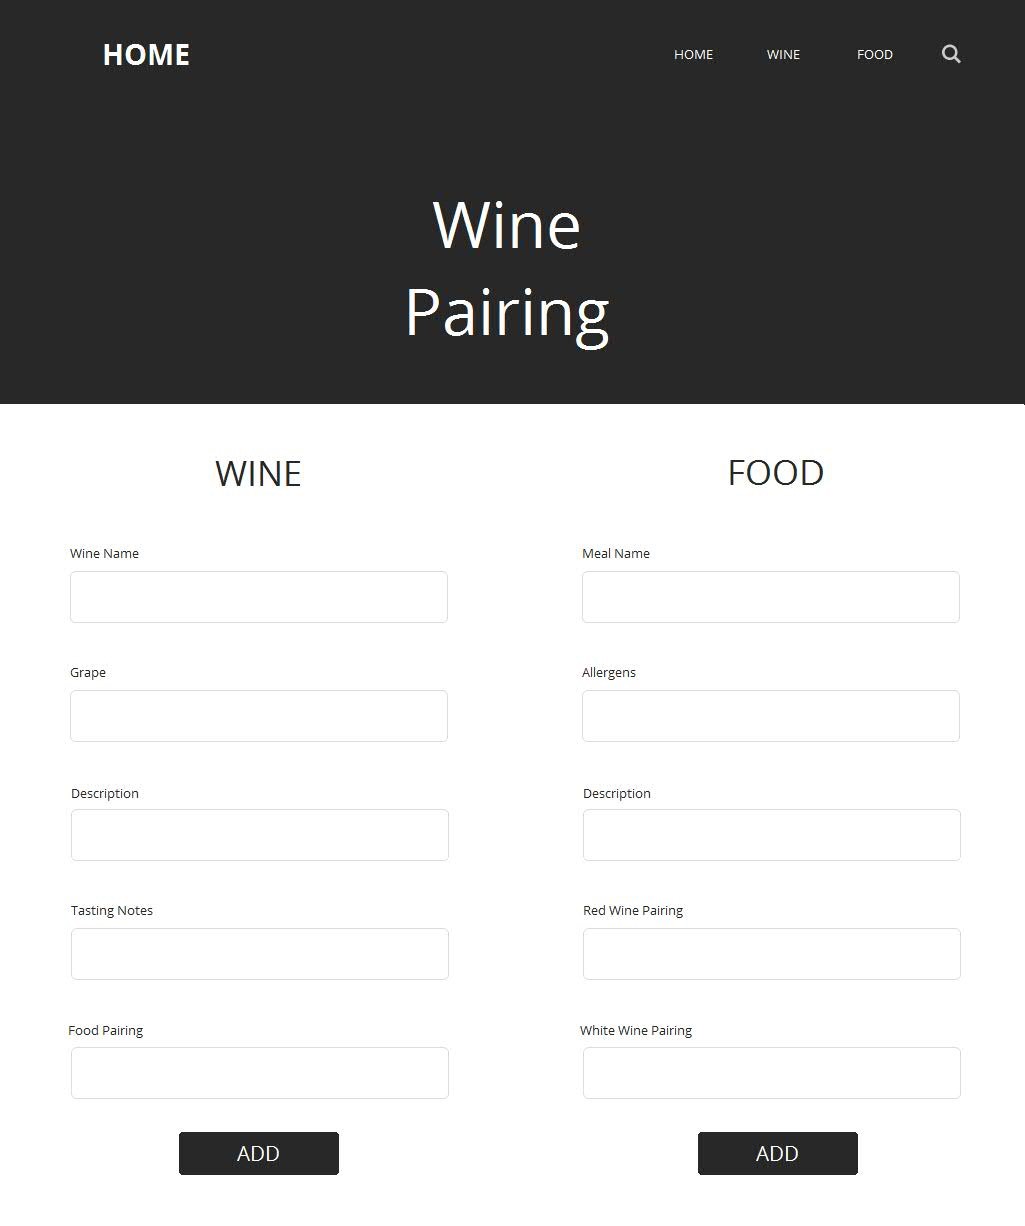 HOME
HOME WINE FOOD
Wine
Pairing
WINE
Wine Name
Grape
Description
Tasting Notes
Food Pairing
ADD
FOOD
Meal Name
Allergens
Description
Red Wine Pairing
White Wine Pairing
ADD